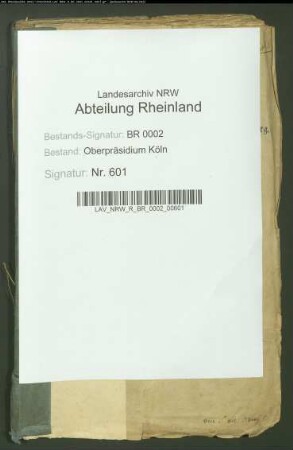 Landesarchiv NRW
Abteilung Rheinland
Bestands-Signatur: BR 0002
Bestand: Oberpräsidium Köln
Signatur: Nr. 601
LAV_NRW_R_BR_0002_00601